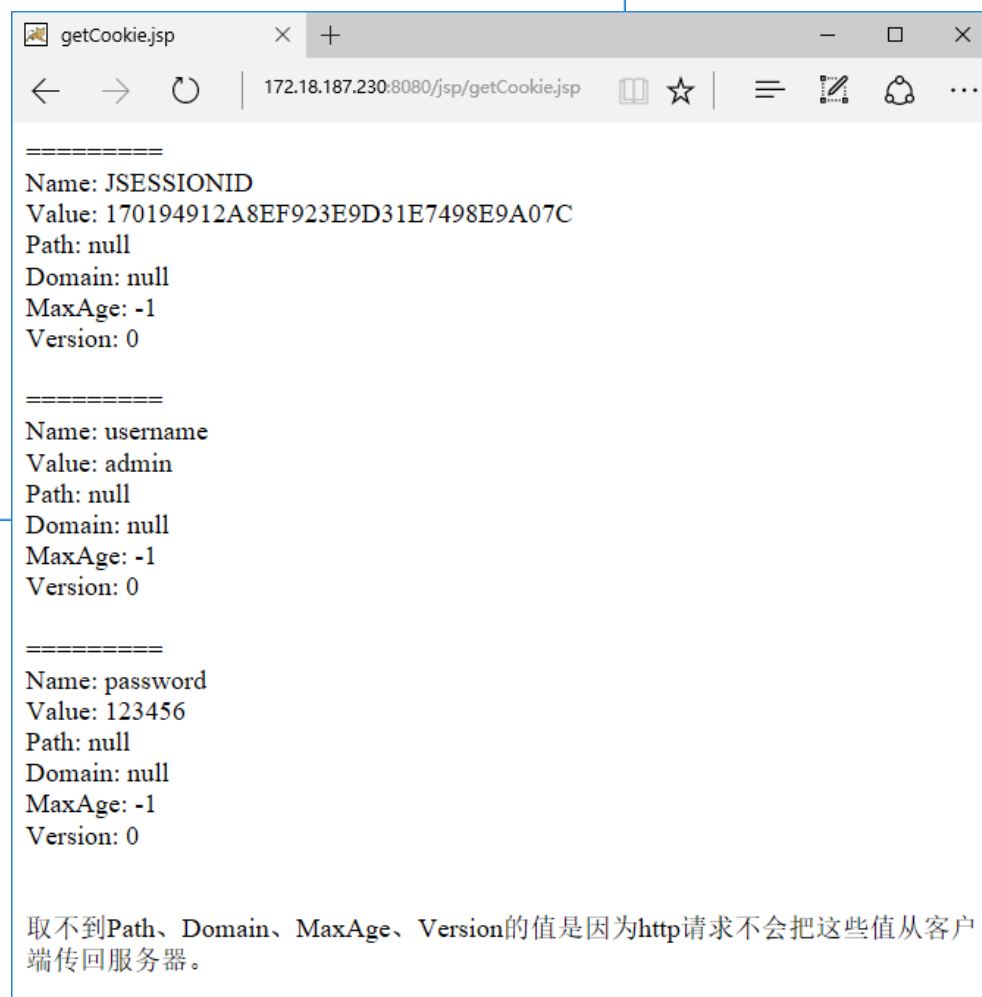 getCookie.jsp
172.18.187.230:8080/jsp/getCookie.jsp
=========
Name: JSESSIONID
Value: 170194912A8EF923E9D31E7498E9A07C
Path: null
Domain: null
MaxAge: -1
Version: 0
=========
Name: username
Value: admin
Path: null
Domain: null
MaxAge: -1
Version: 0
=========
Name: password
Value: 123456
Path: null
Domain: null
MaxAge: -1
Version: 0
取不到Path、Domain、MaxAge、Version的值是因为http请求不会把这些值从客户
端传回服务器。